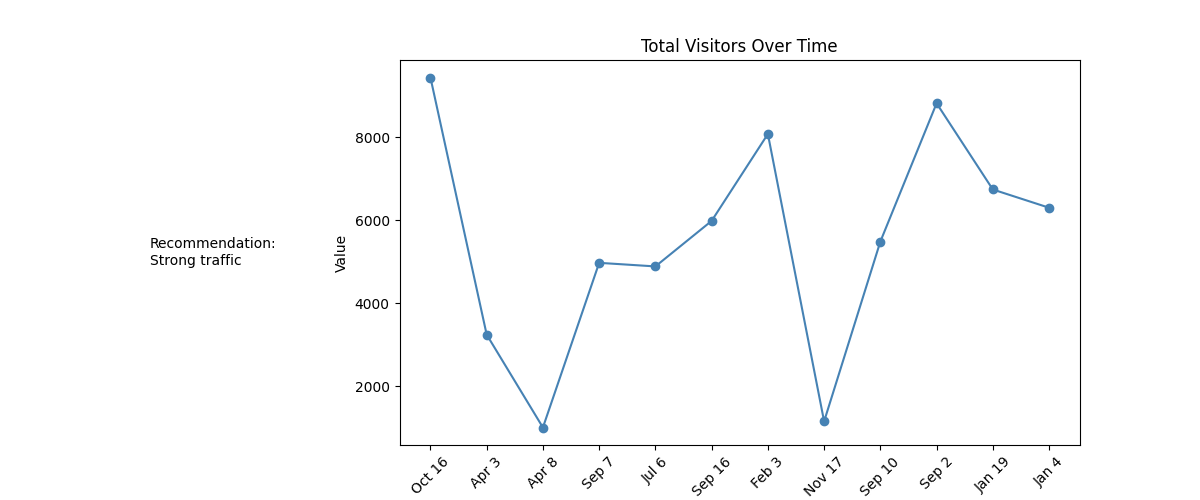 Total Visitors Over Time
Recommendation:
Strong traffic
Value
8000
6000
4000
2000
Oct 16
Apr 3
Apr 8
Sep 7
Jul 6
Sep 16
Feb 3
Nov 17
Sep 10
Sep 2
Jan 19
Jan 4